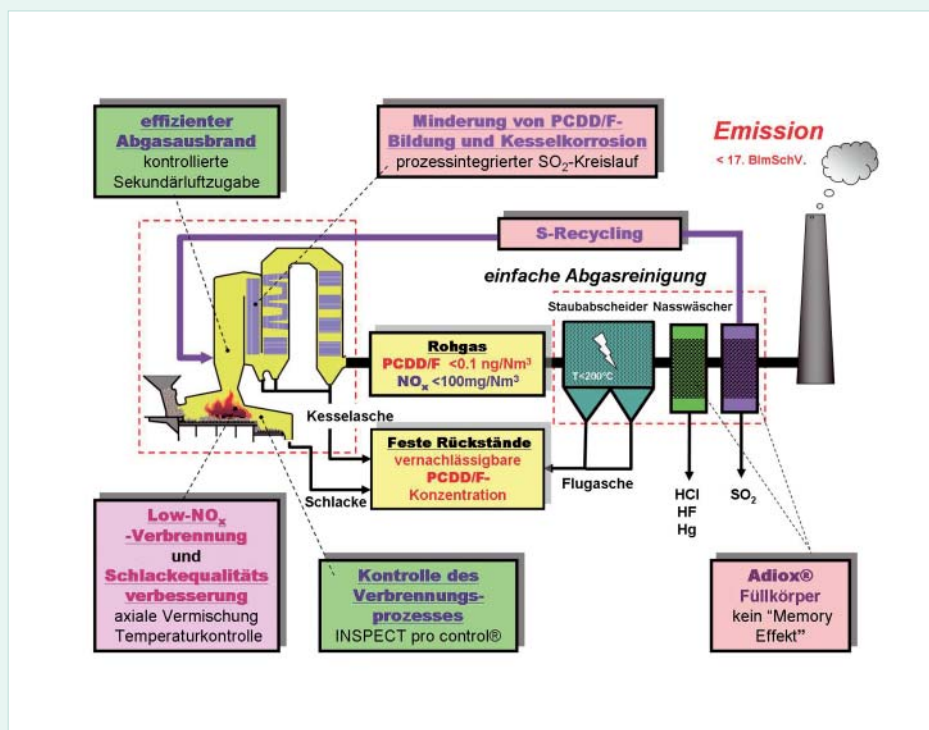 effizienter
Abgasausbrand
kontrollierte
Sekundärluftzugabe
Minderung von PCDD/F-
Bildung und Kesselkorrosion
prozessintegrierter SO₂-Kreislauf
Emission
< 17. BImSchV.
S-Recycling
einfache Abgasreinigung
Staubabscheider Nasswäscher
T<200°C
Rohgas
PCDD/F <0.1 ng/Nm³
NOₓ <100mg/Nm³
Kesselasche
Feste Rückstände
vernachlässigbare
PCDD/F-
Konzentration
Schlacke
Flugasche
HCl
HF
Hg
SO₂
Low-NOₓ
-Verbrennung
und
Schlackequalitäts
verbesserung
axiale Vermischung
Temperaturkontrolle
Kontrolle des
Verbrennungs-
prozesses
INSPECT pro control®
Adiox®
Füllkörper
kein "Memory
Effekt"